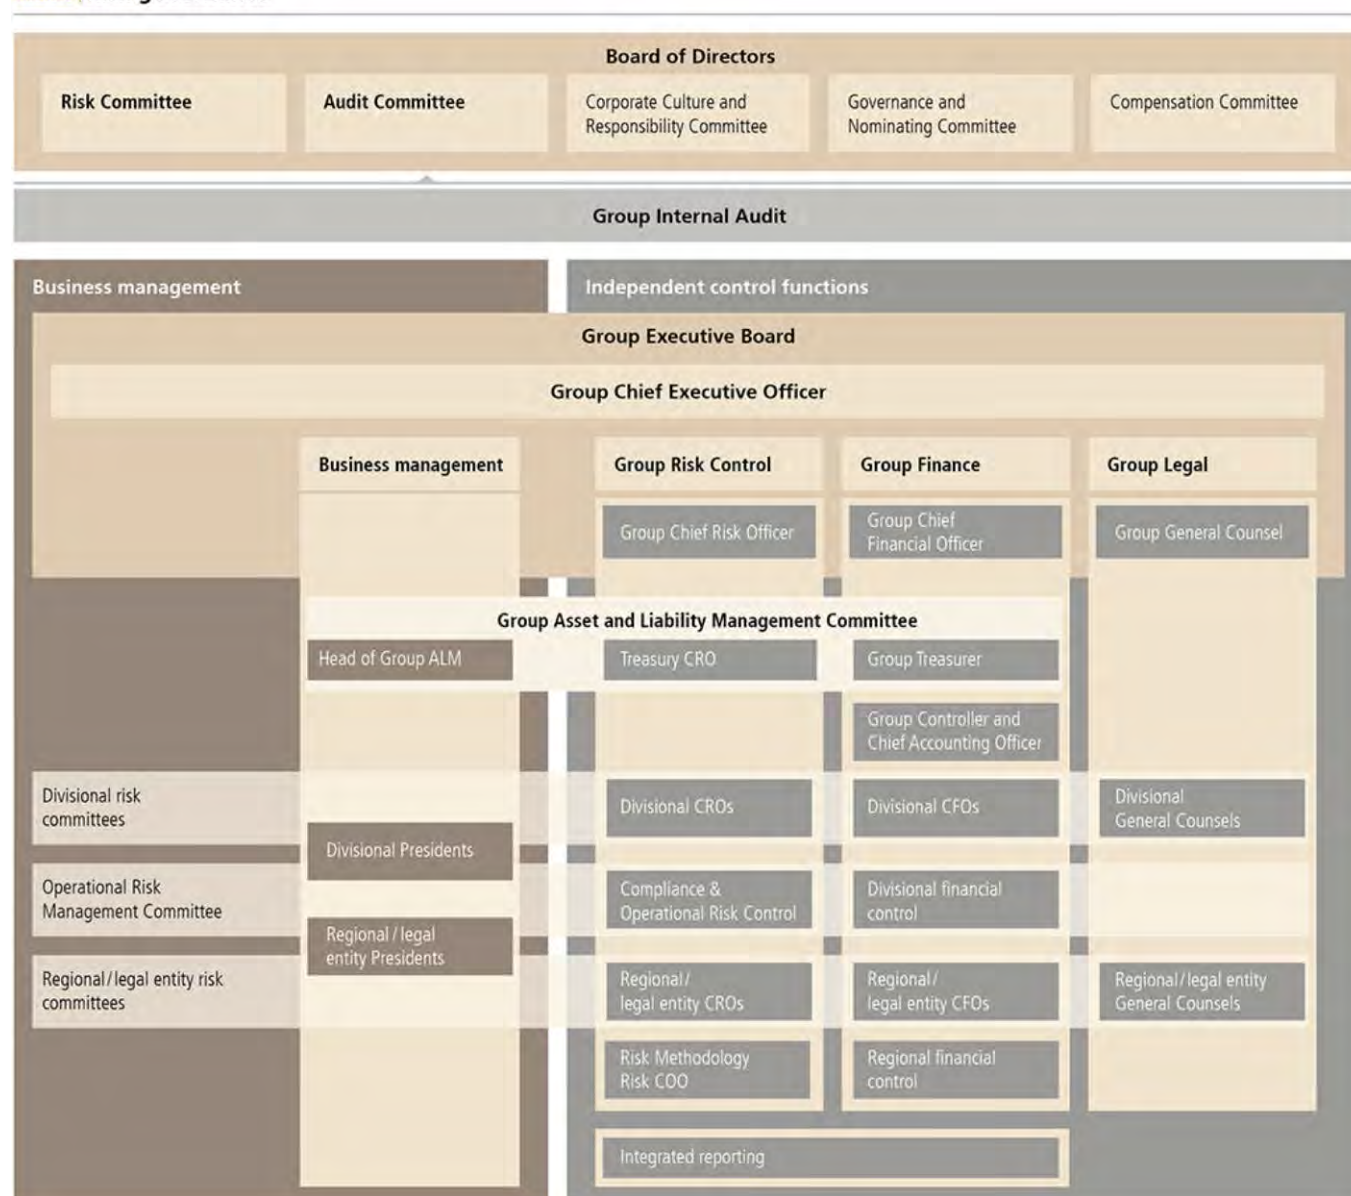 Board of Directors
Risk Committee
Audit Committee
Corporate Culture and
Responsibility Committee
Governance and
Nominating Committee
Compensation Committee
Group Internal Audit
Business management
Independent control functions
Group Executive Board
Group Chief Executive Officer
Business management
Group Risk Control
Group Finance
Group Legal
Group Chief Risk Officer
Group Chief
Financial Officer
Group General Counsel
Group Asset and Liability Management Committee
Head of Group ALM
Treasury CRO
Group Treasurer
Group Controller and
Chief Accounting Officer
Divisional risk
committees
Divisional CROs
Divisional CFOs
Divisional
General Counsels
Divisional Presidents
Operational Risk
Management Committee
Compliance &
Operational Risk Control
Divisional financial
control
Regional / legal
entity Presidents
Regional/legal entity risk
committees
Regional/
legal entity CROs
Regional/
legal entity CFOs
Regional/legal entity
General Counsels
Risk Methodology
Risk COO
Regional financial
control
Integrated reporting